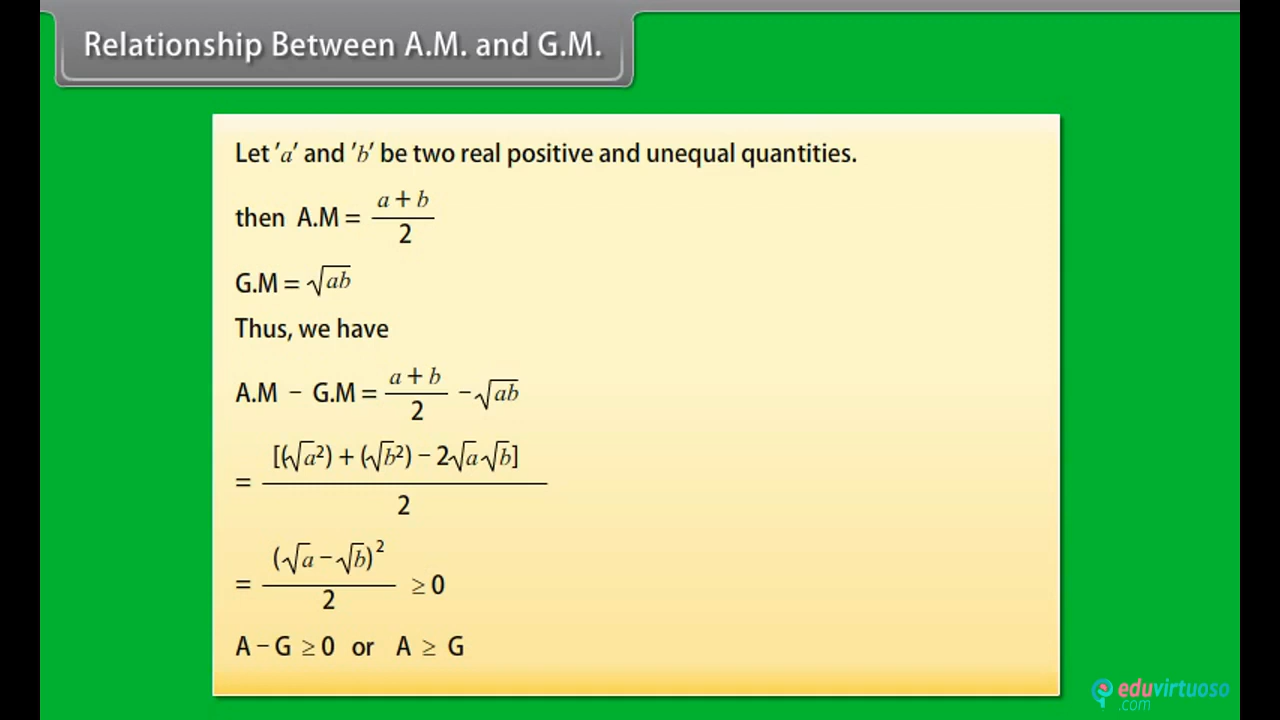 Relationship Between A.M. and G.M.
Let 'a' and 'b' be two real positive and unequal quantities.
then A.M = (a + b)/2
G.M = √ab
Thus, we have
A.M − G.M = (a + b)/2 − √ab
= [(√a²) + (√b²) − 2√a√b]/2
= (√a − √b)²/2 ≥ 0
A − G ≥ 0 or A ≥ G
eduvirtuoso
.com